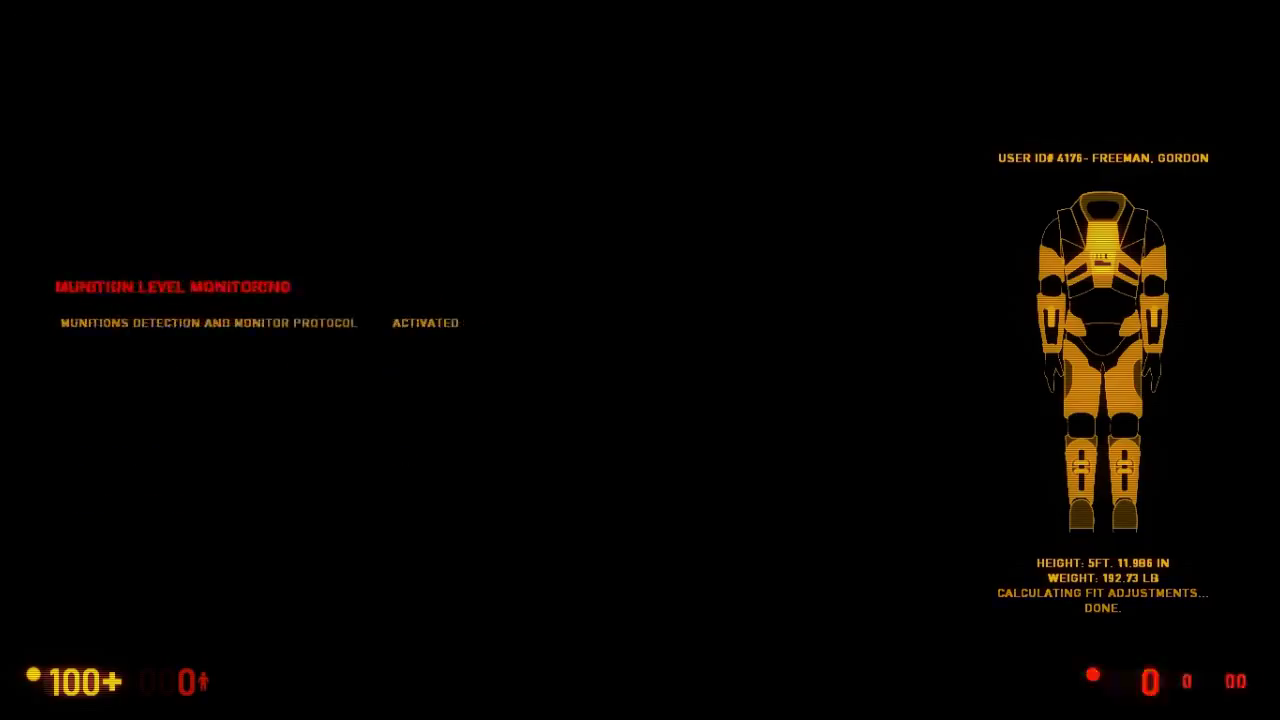 USER ID# 4176- FREEMAN, GORDON
MUNITION LEVEL MONITORING
MUNITIONS DETECTION AND MONITOR PROTOCOL ACTIVATED
HEIGHT: 5FT. 11.986 IN
WEIGHT: 192.73 LB
CALCULATING FIT ADJUSTMENTS...
DONE.
100+ 0 0 0 00